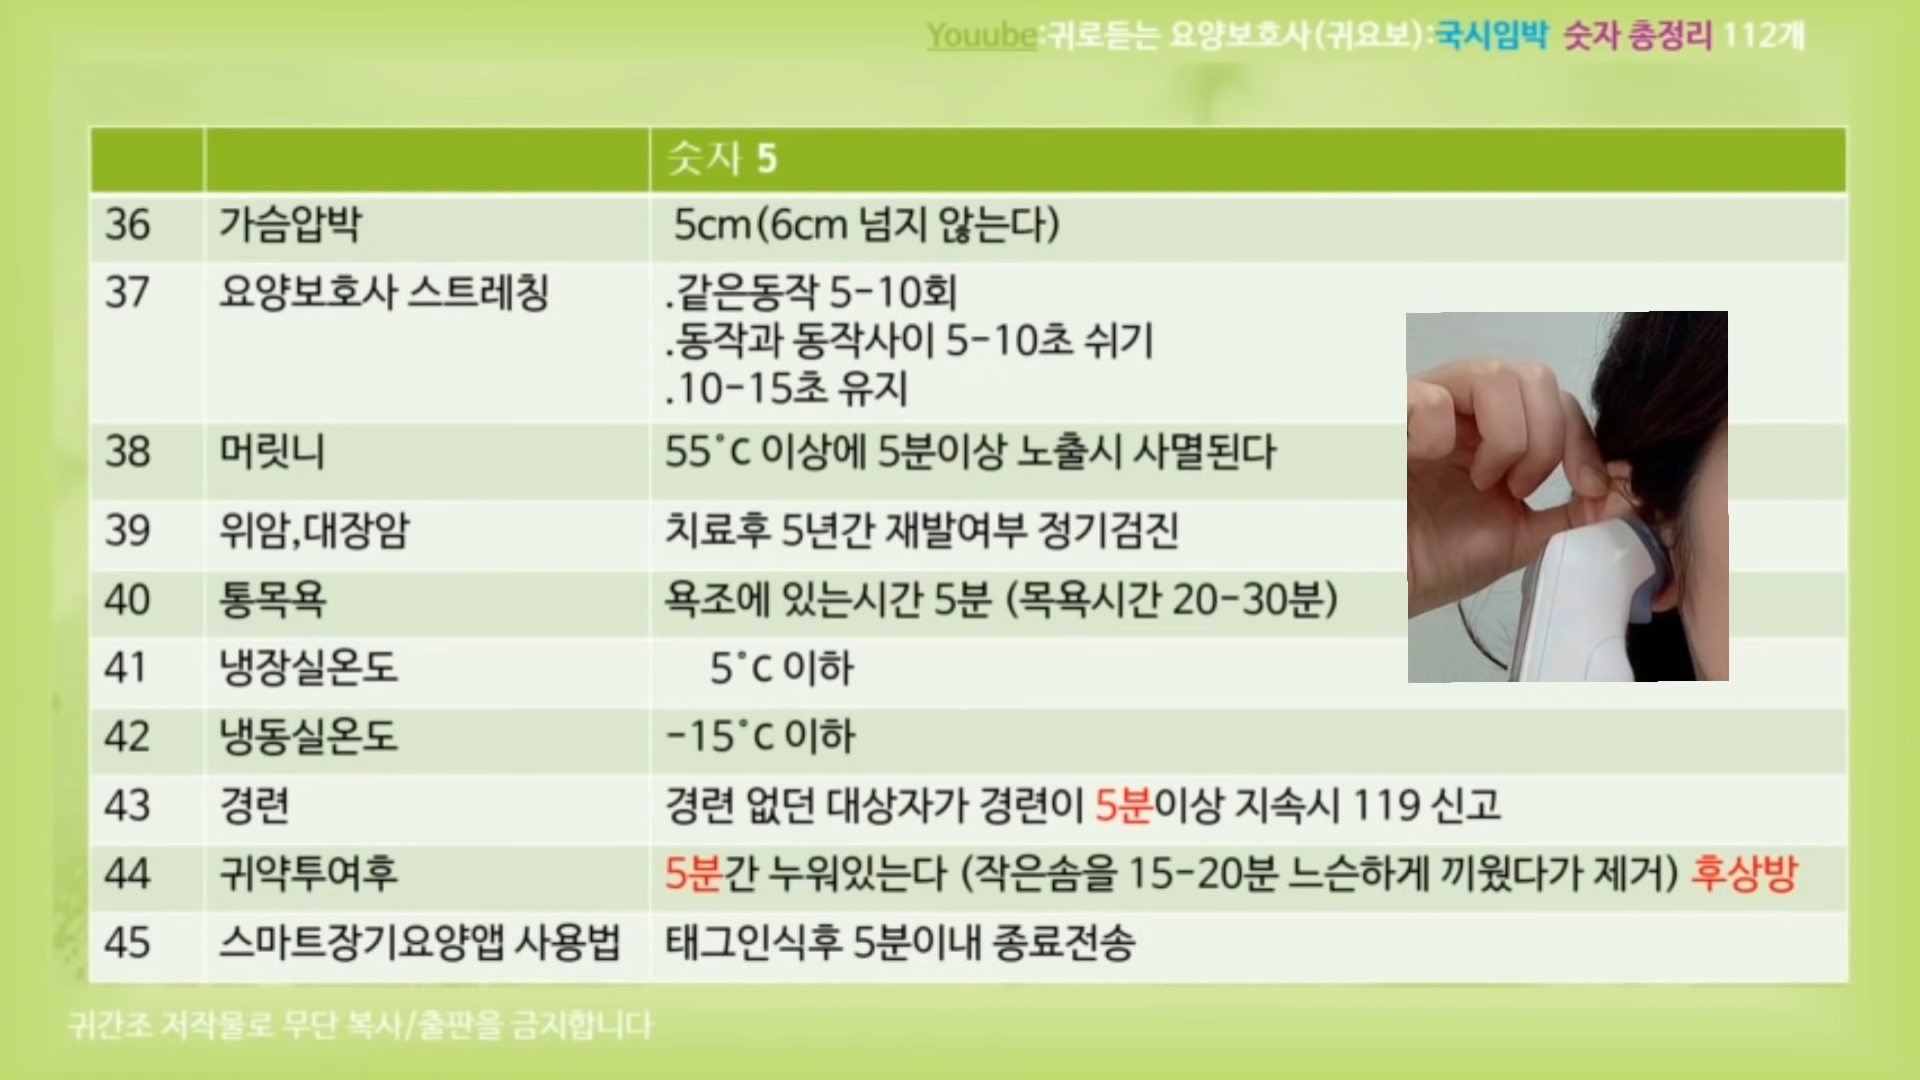 Youube:귀로듣는 요양보호사(귀요보):국시임박 숫자 총정리 112개
숫자 5
36 가슴압박 5cm(6cm 넘지 않는다)
37 요양보호사 스트레칭 .같은동작 5-10회
.동작과 동작사이 5-10초 쉬기
.10-15초 유지
38 머릿니 55°C 이상에 5분이상 노출시 사멸된다
39 위암,대장암 치료후 5년간 재발여부 정기검진
40 통목욕 욕조에 있는시간 5분 (목욕시간 20-30분)
41 냉장실온도 5°C 이하
42 냉동실온도 -15°C 이하
43 경련 경련 없던 대상자가 경련이 5분이상 지속시 119 신고
44 귀약투여후 5분간 누워있는다 (작은솜을 15-20분 느슨하게 끼웠다가 제거) 후상방
45 스마트장기요양앱 사용법 태그인식후 5분이내 종료전송
귀간조 저작물로 무단 복사/출판을 금지합니다